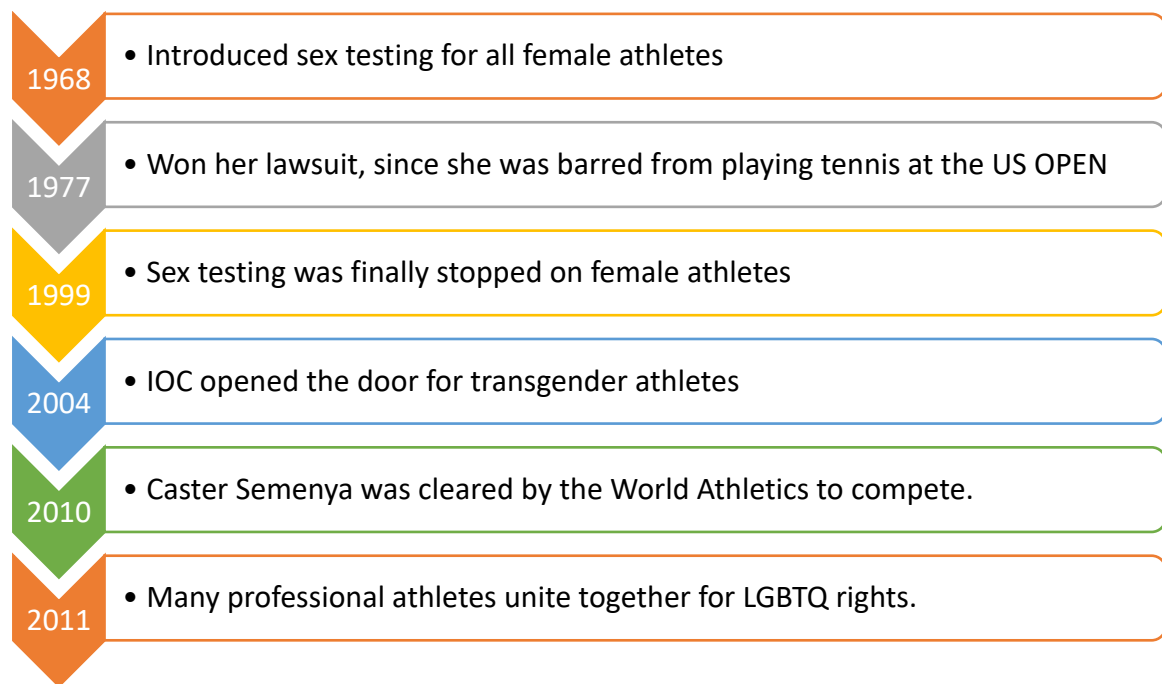 1968
• Introduced sex testing for all female athletes
1977
• Won her lawsuit, since she was barred from playing tennis at the US OPEN
1999
• Sex testing was finally stopped on female athletes
2004
• IOC opened the door for transgender athletes
2010
• Caster Semenya was cleared by the World Athletics to compete.
2011
• Many professional athletes unite together for LGBTQ rights.